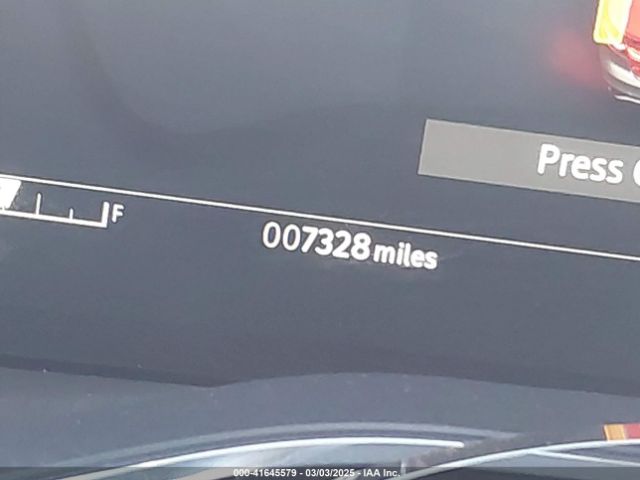 Press
F
007328 miles
000-41645579 - 03/03/2025 - IAA Inc.